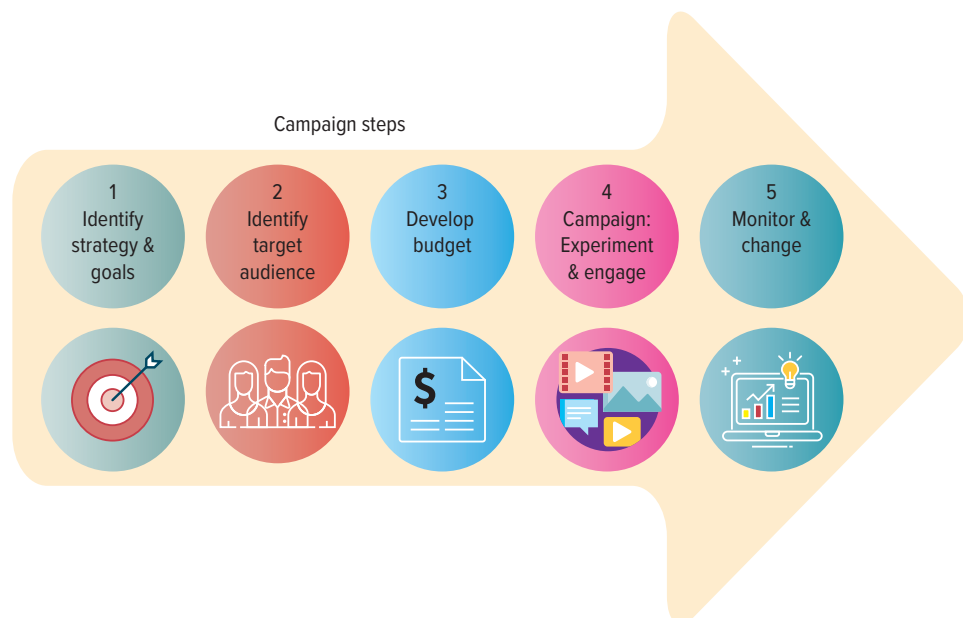 Campaign steps
1
Identify
strategy &
goals
2
Identify
target
audience
3
Develop
budget
4
Campaign:
Experiment
& engage
5
Monitor &
change
$